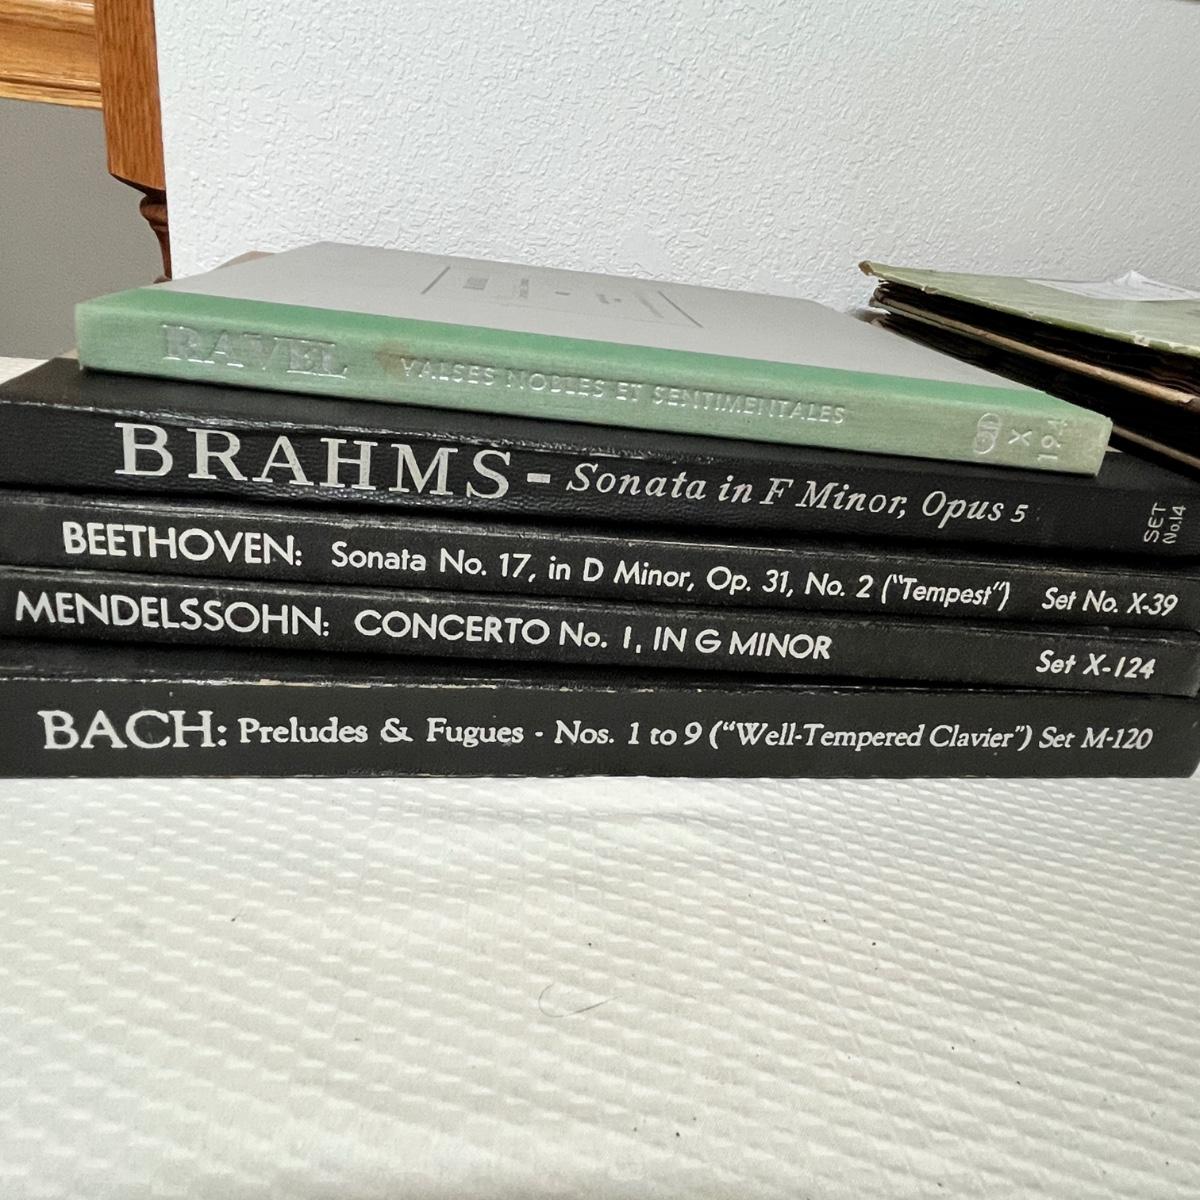 RAVEL VALSES NOBLES ET SENTIMENTALES X 124
BRAHMS - Sonata in F Minor, Opus 5 SET No.14
BEETHOVEN: Sonata No. 17, in D Minor, Op. 31, No. 2 ("Tempest") Set No. X-39
MENDELSSOHN: CONCERTO No. 1, IN G MINOR Set X-124
BACH: Preludes & Fugues - Nos. 1 to 9 ("Well-Tempered Clavier") Set M-120